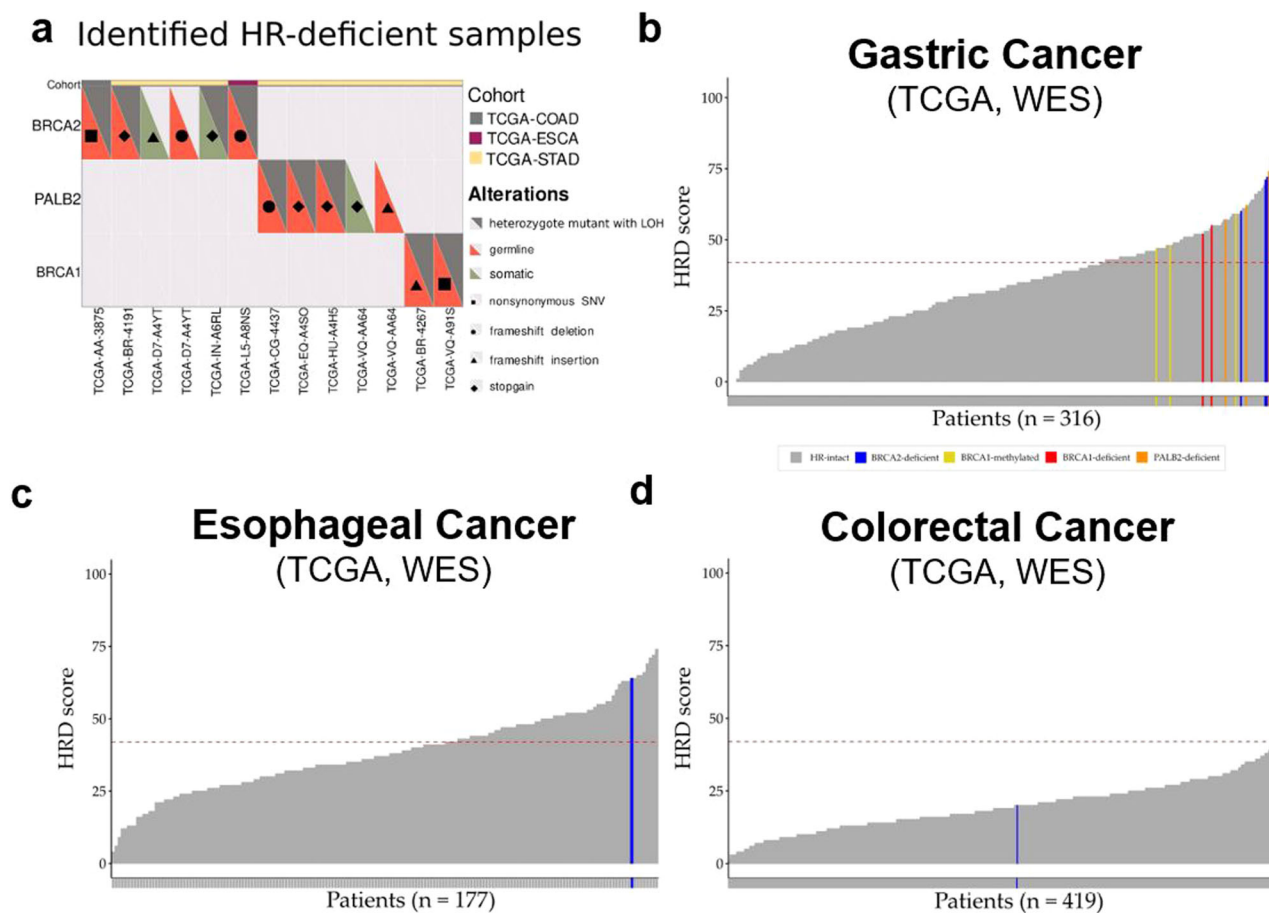 a Identified HR-deficient samples
Cohort
BRCA2
PALB2
BRCA1
TCGA-AA-3875
TCGA-BR-4191
TCGA-D7-A4YT
TCGA-D7-A4YT
TCGA-IN-A6RL
TCGA-L5-A8NS
TCGA-CG-4437
TCGA-EQ-A4SO
TCGA-HU-A4H5
TCGA-VQ-AA64
TCGA-VQ-AA64
TCGA-BR-4267
TCGA-VQ-A91S
Cohort
TCGA-COAD
TCGA-ESCA
TCGA-STAD
Alterations
heterozygote mutant with LOH
germline
somatic
nonsynonymous SNV
frameshift deletion
frameshift insertion
stopgain
b Gastric Cancer
(TCGA, WES)
100
75
50
25
0
HRD score
Patients (n = 316)
HR-intact BRCA2-deficient BRCA1-methylated BRCA1-deficient PALB2-deficient
c
Esophageal Cancer
(TCGA, WES)
100
75
50
25
0
HRD score
Patients (n = 177)
d
Colorectal Cancer
(TCGA, WES)
100
75
50
25
0
HRD score
Patients (n = 419)